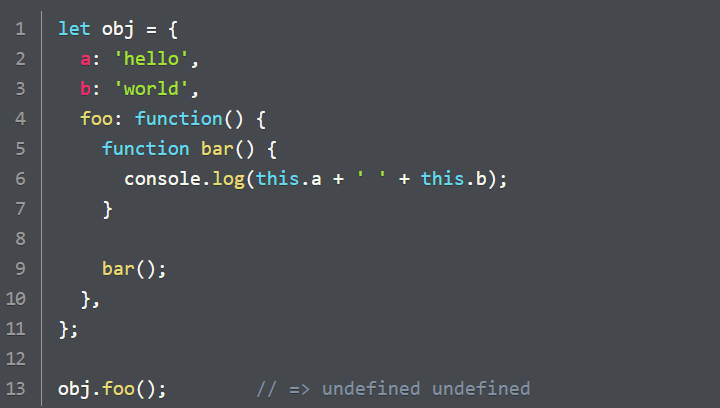 1 let obj = {
2   a: 'hello',
3   b: 'world',
4   foo: function() {
5     function bar() {
6       console.log(this.a + ' ' + this.b);
7     }
8
9     bar();
10   },
11 };
12
13 obj.foo();        // => undefined undefined